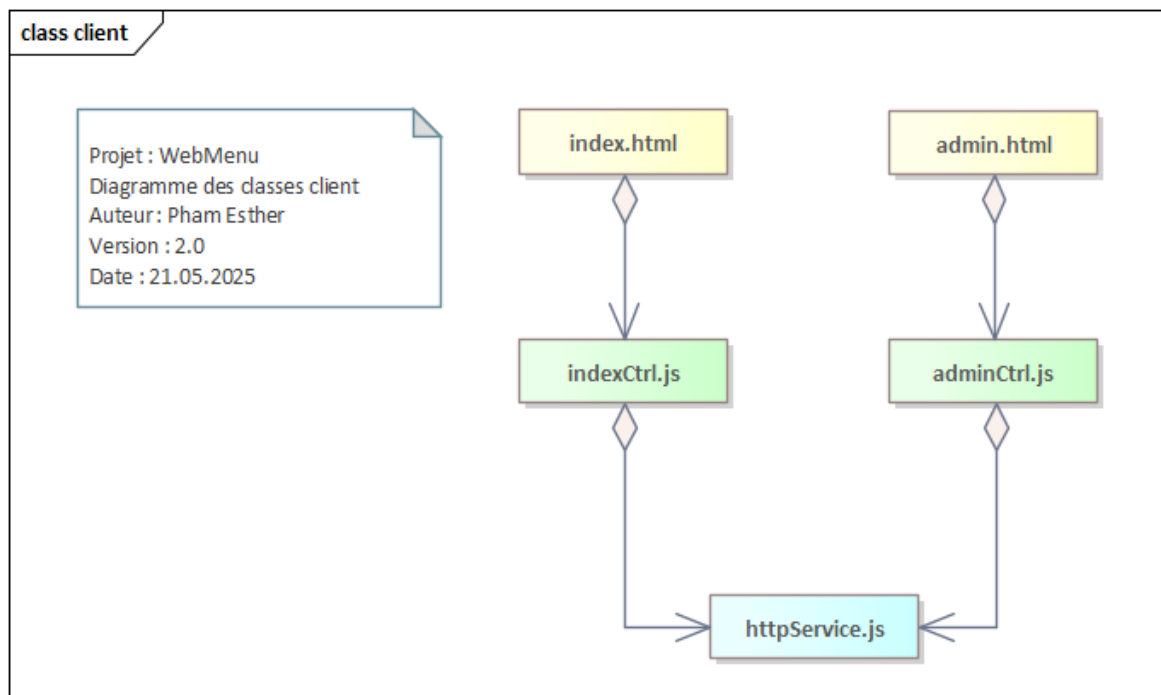 class client
Projet : WebMenu
Diagramme des classes client
Auteur : Pham Esther
Version : 2.0
Date : 21.05.2025
index.html
admin.html
indexCtrl.js
adminCtrl.js
httpService.js